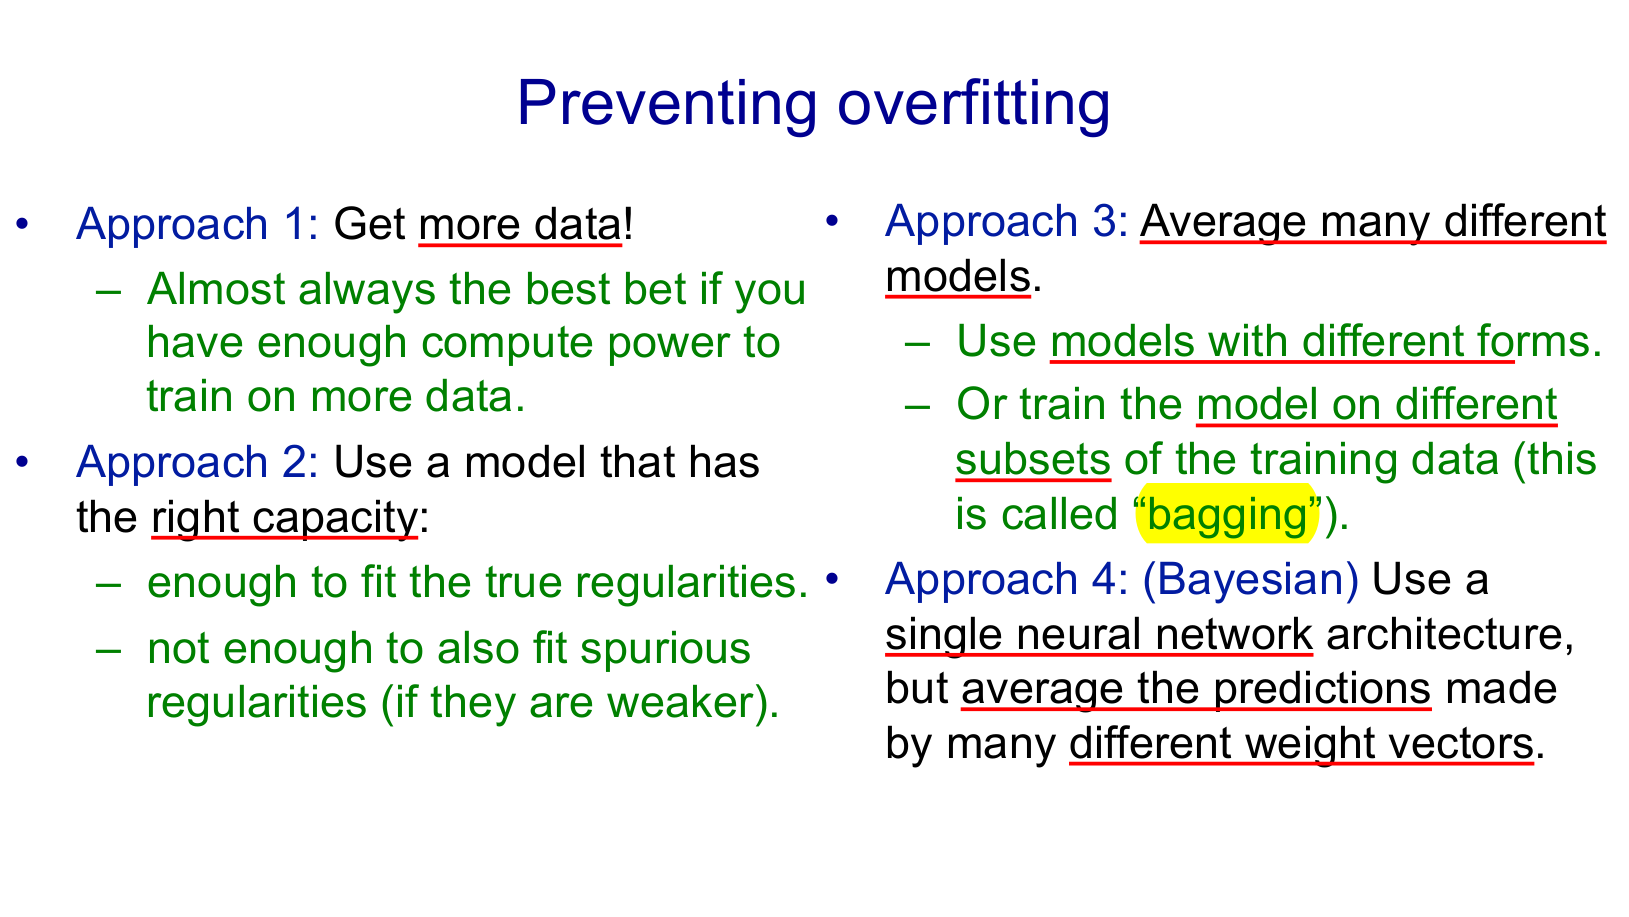 Preventing overfitting
• Approach 1: Get more data!
– Almost always the best bet if you
have enough compute power to
train on more data.
• Approach 2: Use a model that has
the right capacity:
– enough to fit the true regularities.
– not enough to also fit spurious
regularities (if they are weaker).
• Approach 3: Average many different
models.
– Use models with different forms.
– Or train the model on different
subsets of the training data (this
is called “bagging”).
• Approach 4: (Bayesian) Use a
single neural network architecture,
but average the predictions made
by many different weight vectors.